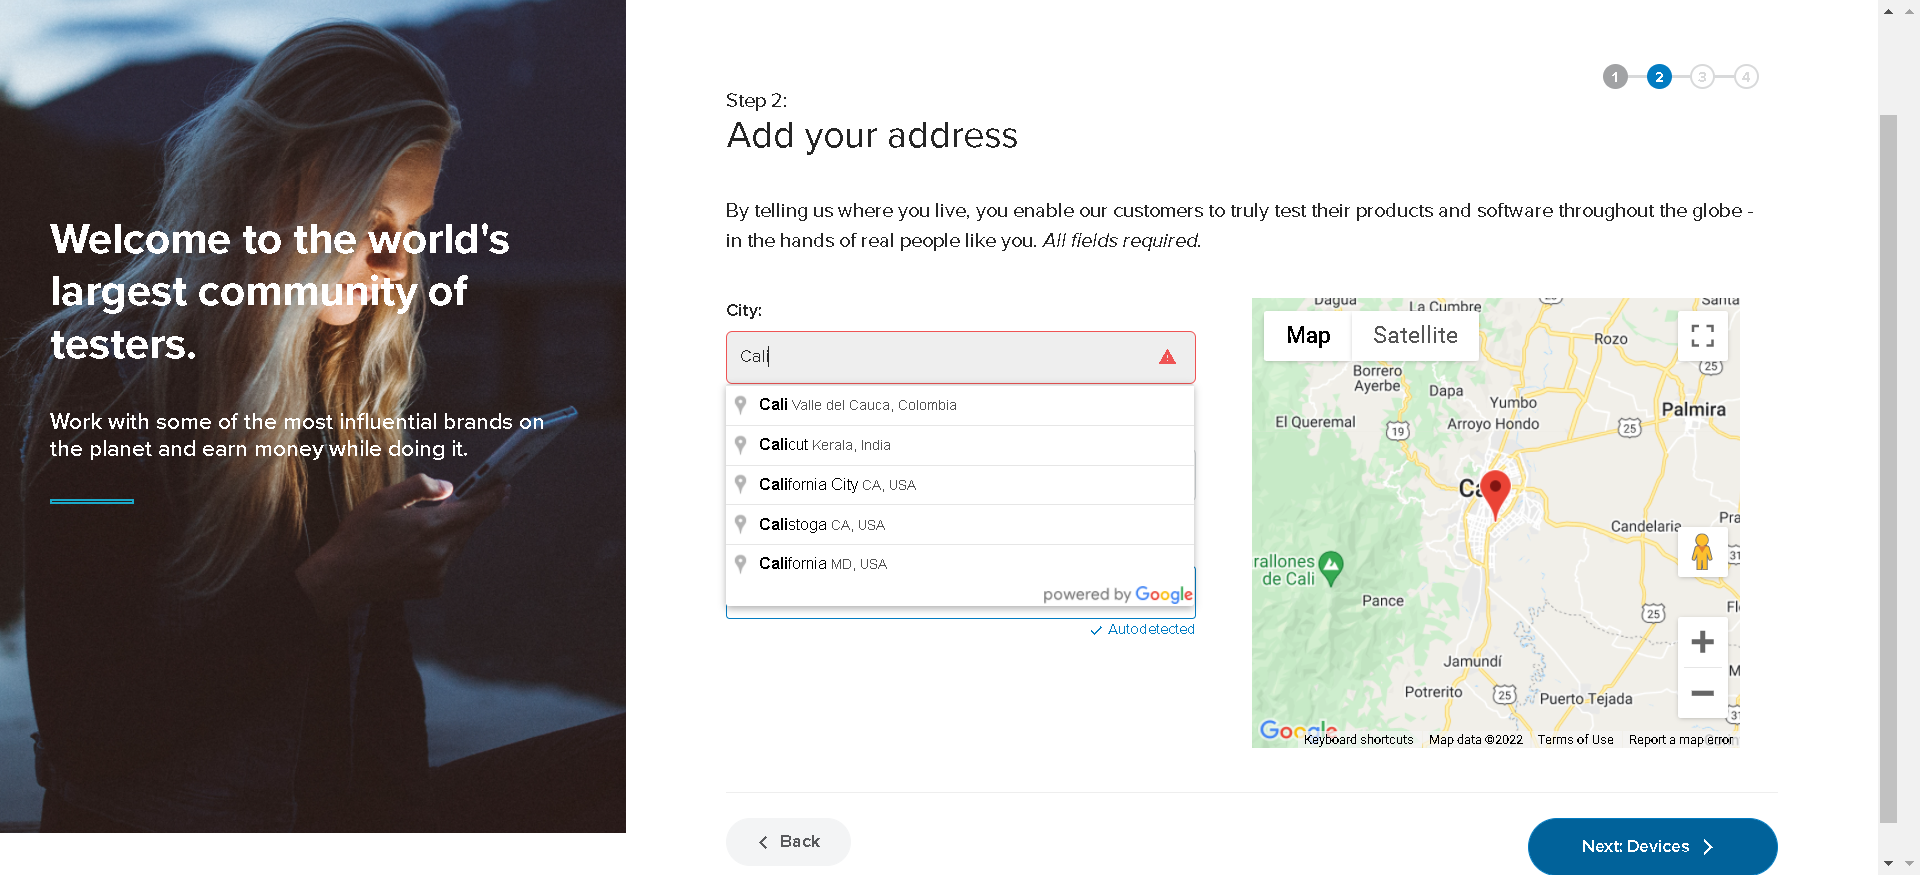 Welcome to the world's
largest community of
testers.
Work with some of the most influential brands on
the planet and earn money while doing it.
1
2
3
4
Step 2:
Add your address
By telling us where you live, you enable our customers to truly test their products and software throughout the globe -
in the hands of real people like you. All fields required.
City:
Cali
Cali Valle del Cauca, Colombia
Calicut Kerala, India
California City CA, USA
Calistoga CA, USA
California MD, USA
powered by Google
Autodetected
Map
Satellite
Dagua
La Cumbre
Santa
Rozo
25
Borrero
Ayerbe
Dapa
Yumbo
Palmira
El Queremal
19
Arroyo Hondo
25
Candelaria
Pra
31
rallones
de Cali
Pance
25
Jamundí
Potrerito
25
Puerto Tejada
31
Google
Keyboard shortcuts
Map data ©2022
Terms of Use
Report a map error
Back
Next: Devices